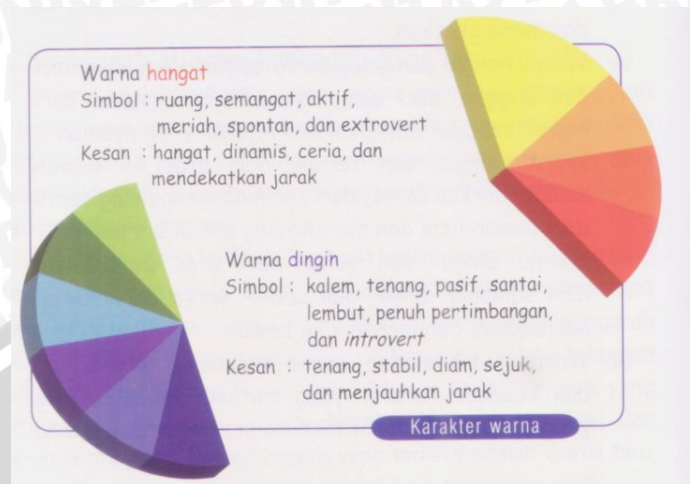 Warna hangat
Simbol : ruang, semangat, aktif,
meriah, spontan, dan extrovert
Kesan : hangat, dinamis, ceria, dan
mendekatkan jarak
Warna dingin
Simbol : kalem, tenang, pasif, santai,
lembut, penuh pertimbangan,
dan introvert
Kesan : tenang, stabil, diam, sejuk,
dan menjauhkan jarak
Karakter warna